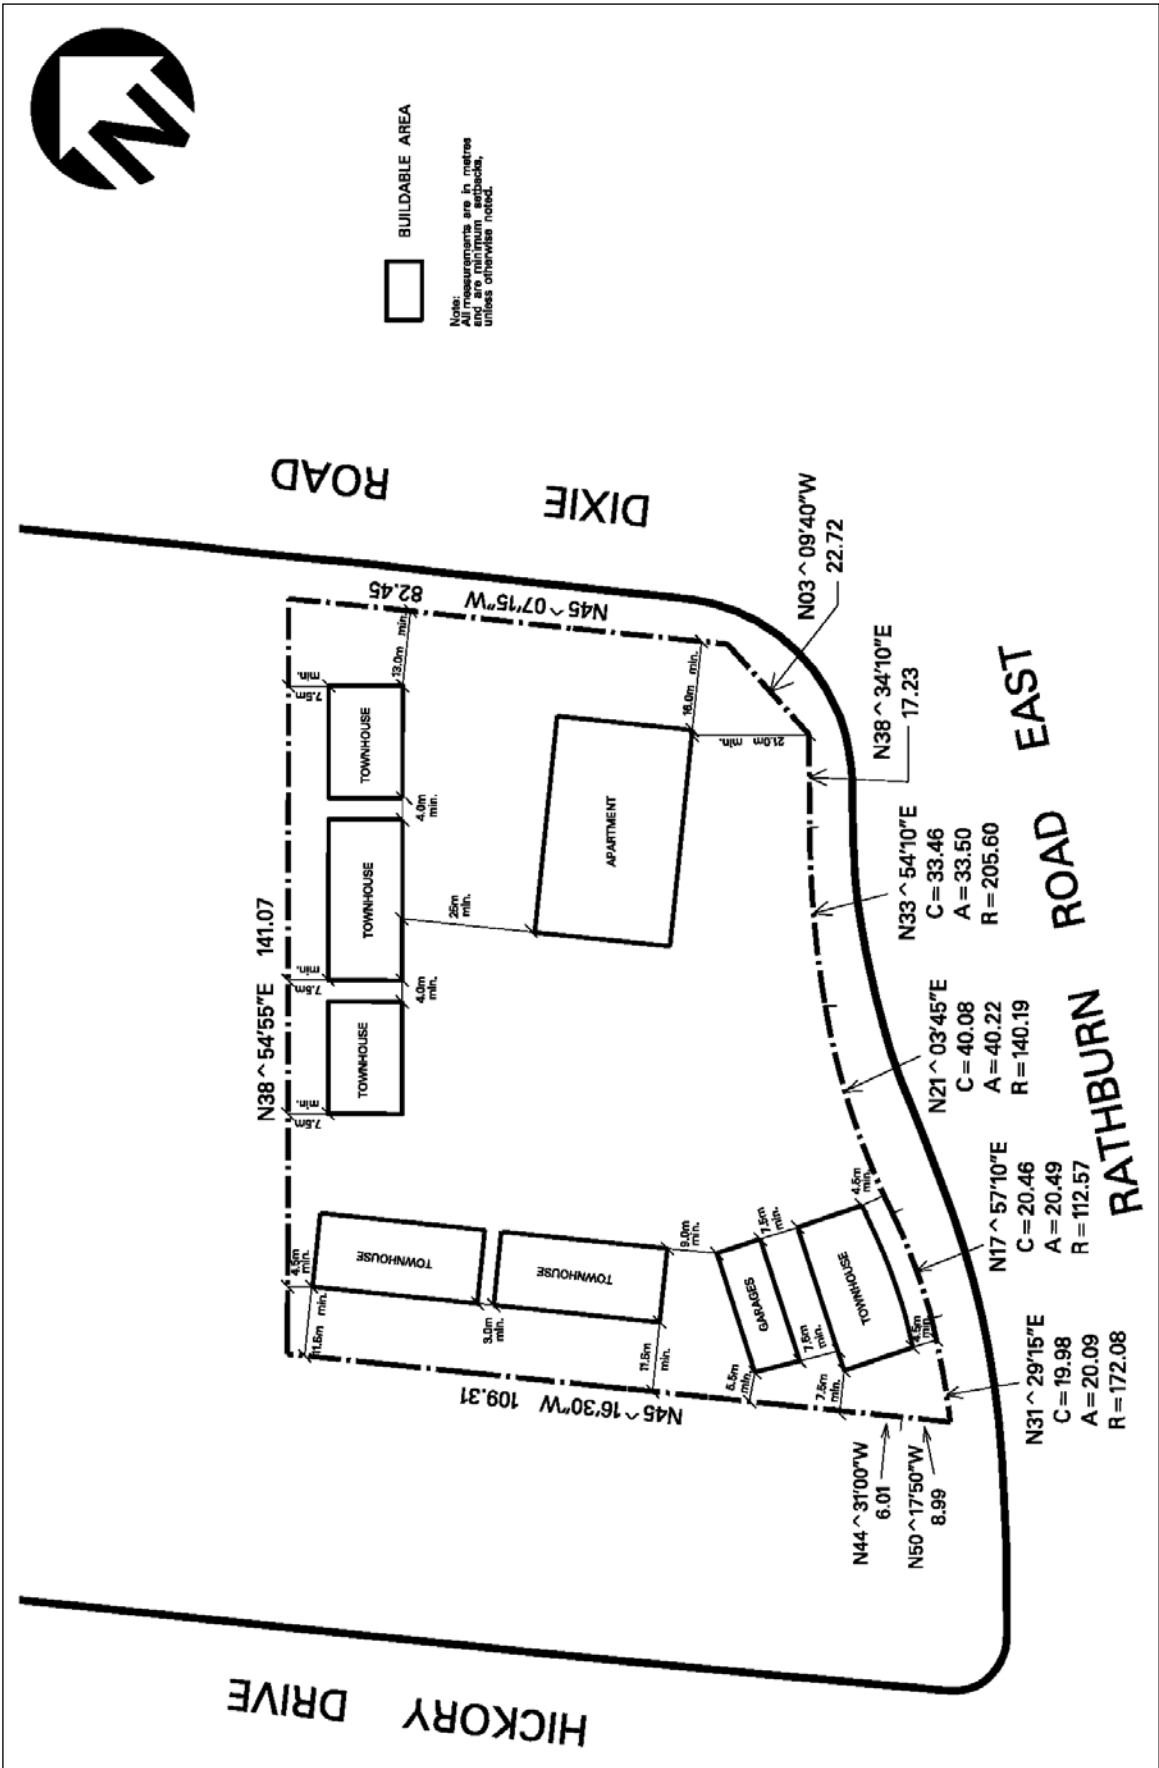 N
BUILDABLE AREA
Note:
All measurements are in metres
and are minimum setbacks,
unless otherwise noted.
DIXIE ROAD
HICKORY DRIVE
RATHBURN ROAD EAST
N38^54'55"E 141.07
N45^07'15"W 82.45
N03^09'40"W
22.72
N38^34'10"E
17.23
N33^54'10"E
C=33.46
A=33.50
R=205.60
N21^03'45"E
C=40.08
A=40.22
R=140.19
N17^57'10"E
C=20.46
A=20.49
R=112.57
N31^29'15"E
C=19.98
A=20.09
R=172.08
N50^17'50"W
8.99
N44^31'00"W
6.01
N45^16'30"W 109.31
TOWNHOUSE
TOWNHOUSE
TOWNHOUSE
TOWNHOUSE
TOWNHOUSE
GARAGES
TOWNHOUSE
APARTMENT
7.5m
min.
7.5m
min.
7.5m
min.
13.0m min.
4.0m
min.
4.0m
min.
25m
min.
16.0m min.
21.0m min.
4.5m
min.
11.5m min.
3.0m
min.
11.5m
min.
9.0m
min.
7.5m
min.
4.5m
min.
7.5m
min.
4.5m
min.
5.5m
min.
7.5m
min.